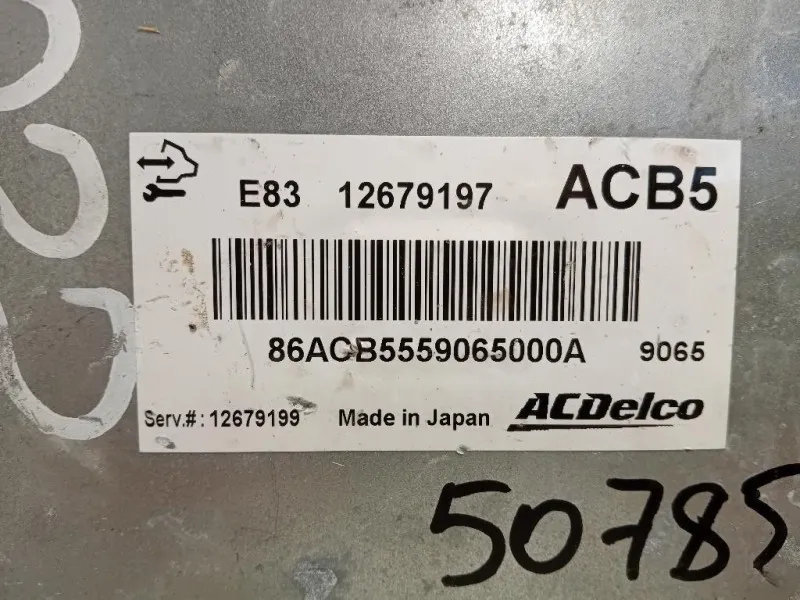 E83 12679197 ACB5
86ACB5559065000A 9065
Serv.#: 12679199 Made in Japan ACDelco
50785